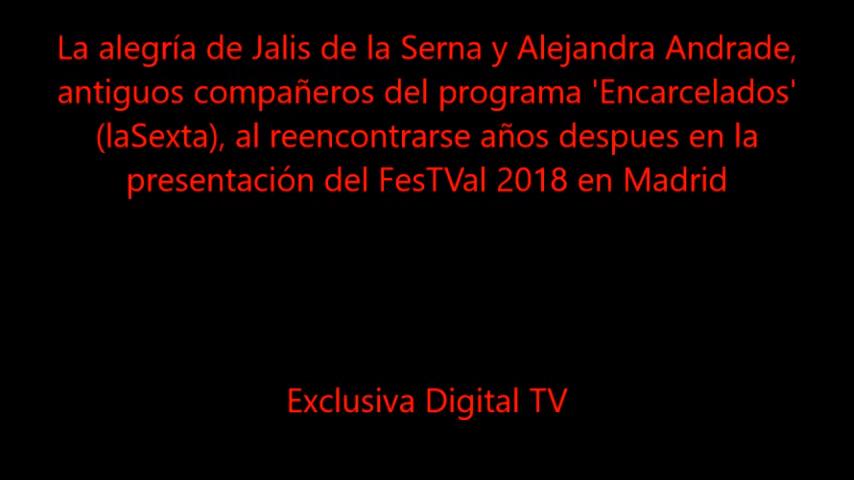 La alegría de Jalis de la Serna y Alejandra Andrade,
antiguos compañeros del programa 'Encarcelados'
(laSexta), al reencontrarse años despues en la
presentación del FesTVal 2018 en Madrid
Exclusiva Digital TV